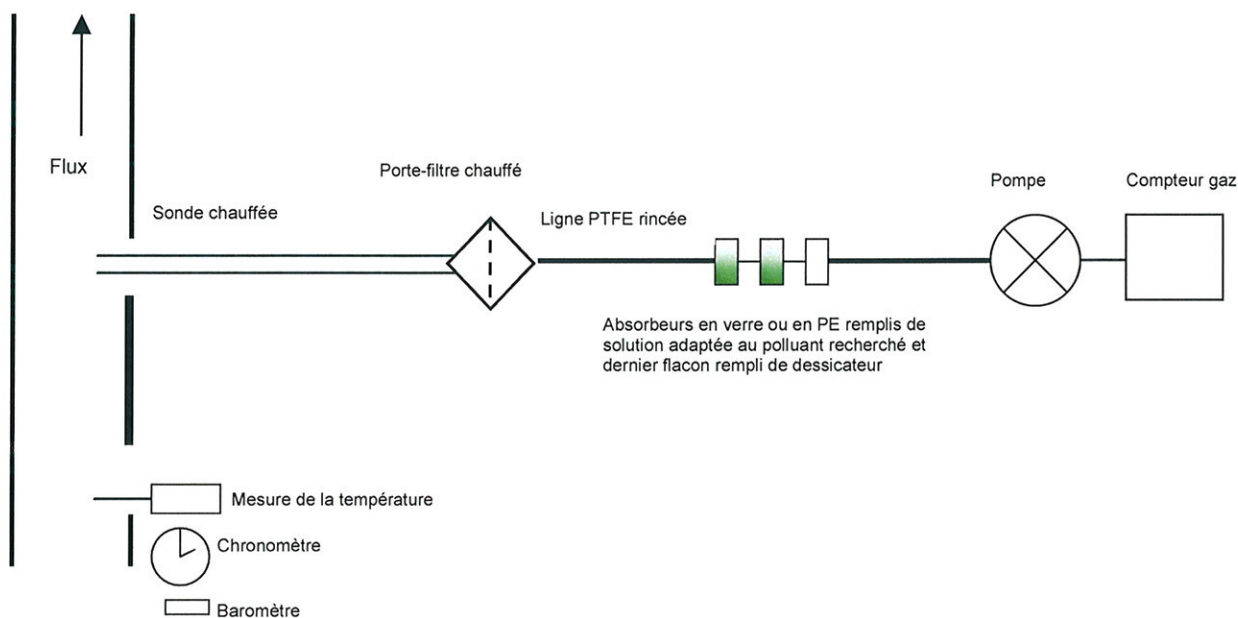 Flux
Sonde chauffée
Porte-filtre chauffé
Ligne PTFE rincée
Pompe
Compteur gaz
Absorbeurs en verre ou en PE remplis de
solution adaptée au polluant recherché et
dernier flacon rempli de dessicateur
Mesure de la température
Chronomètre
Baromètre